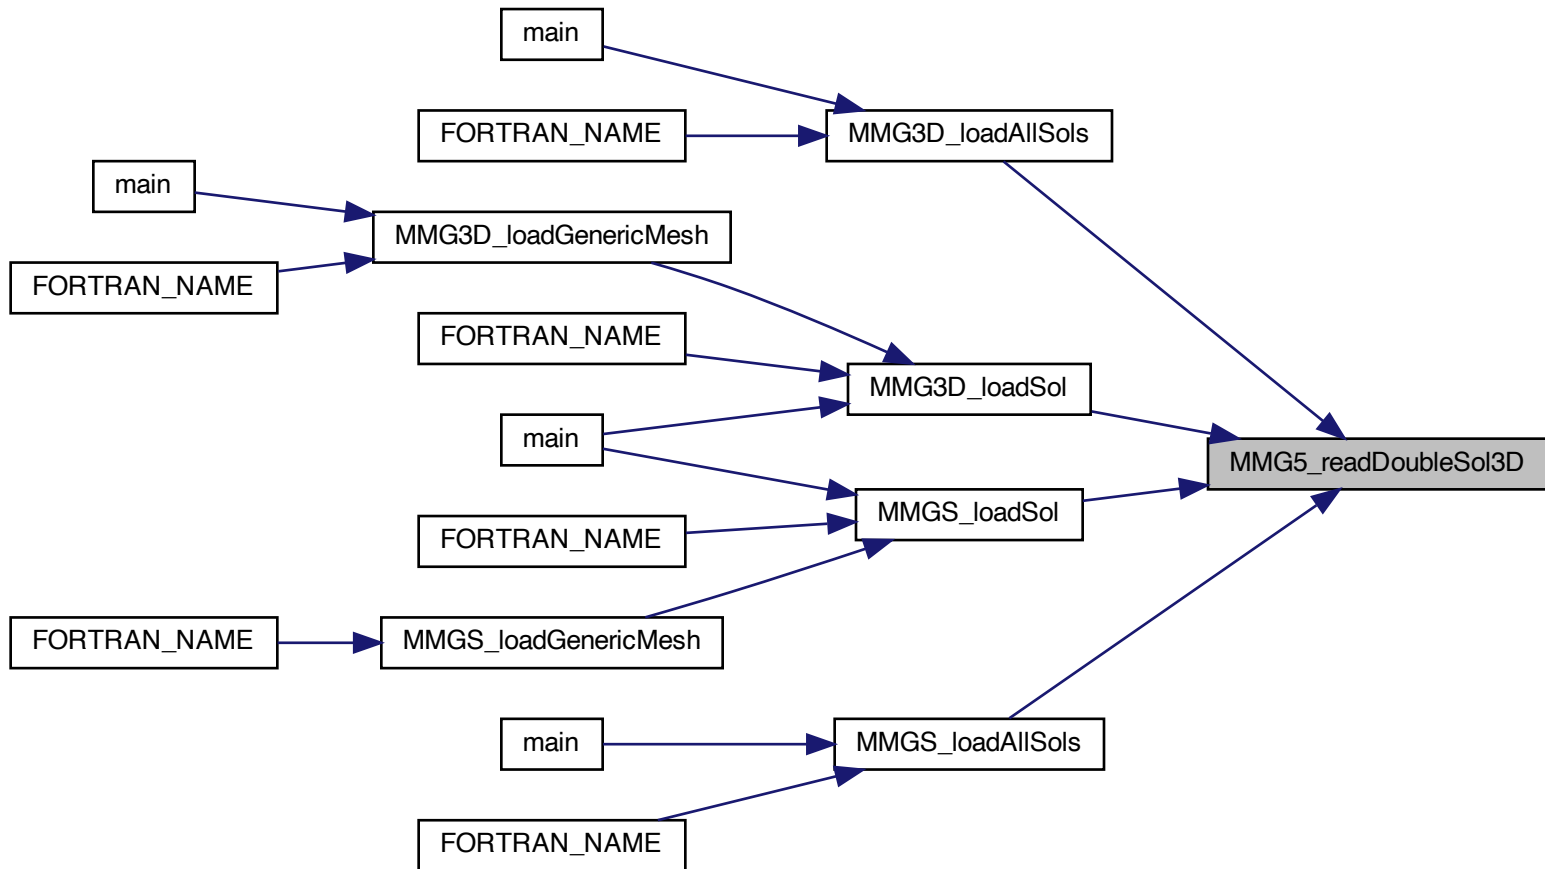 main
FORTRAN_NAME
MMG3D_loadAllSols
main
MMG3D_loadGenericMesh
FORTRAN_NAME
FORTRAN_NAME
MMG3D_loadSol
main
MMG5_readDoubleSol3D
MMGS_loadSol
FORTRAN_NAME
FORTRAN_NAME
MMGS_loadGenericMesh
main
MMGS_loadAllSols
FORTRAN_NAME